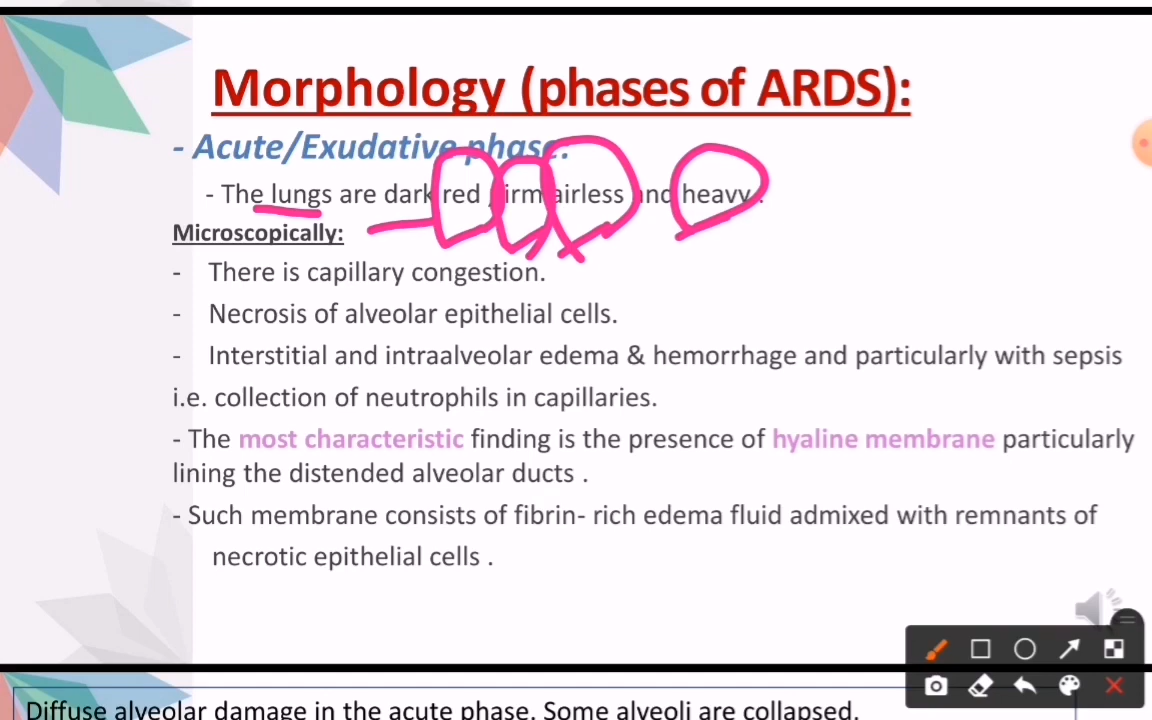 Morphology (phases of ARDS):
- Acute/Exudative phase:
- The lungs are dark red firm airless and heavy .
Microscopically:
- There is capillary congestion.
- Necrosis of alveolar epithelial cells.
- Interstitial and intraalveolar edema & hemorrhage and particularly with sepsis
i.e. collection of neutrophils in capillaries.
- The most characteristic finding is the presence of hyaline membrane particularly
lining the distended alveolar ducts .
- Such membrane consists of fibrin- rich edema fluid admixed with remnants of
necrotic epithelial cells .
Diffuse alveolar damage in the acute phase. Some alveoli are collapsed.